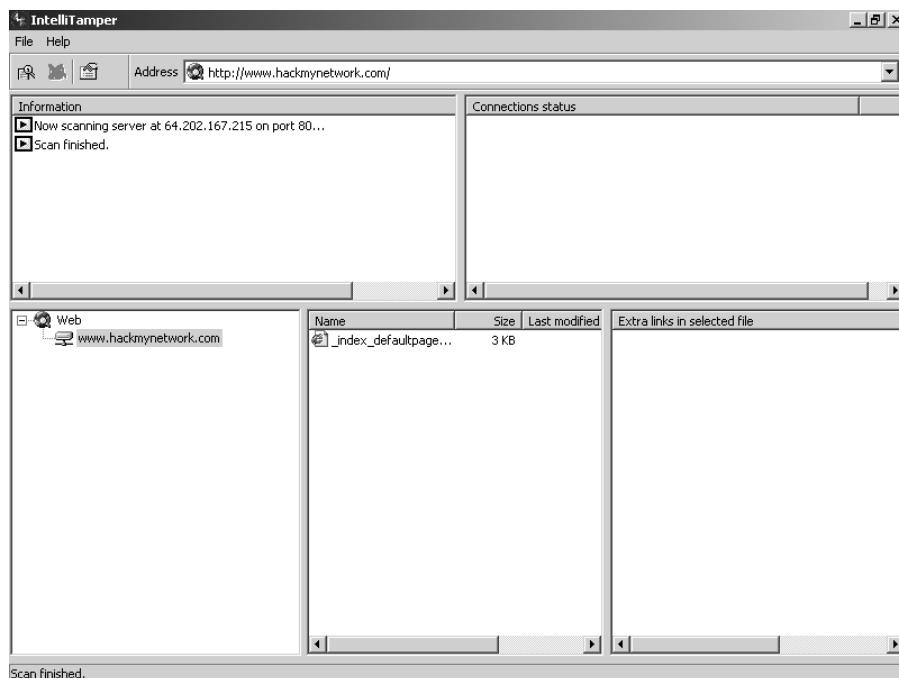 IntelliTamper
File Help
Address http://www.hackmynetwork.com/
Information
Now scanning server at 64.202.167.215 on port 80...
Scan finished.
Connections status
Web
www.hackmynetwork.com
Name Size Last modified
_index_defaultpage... 3 KB
Extra links in selected file
Scan finished.